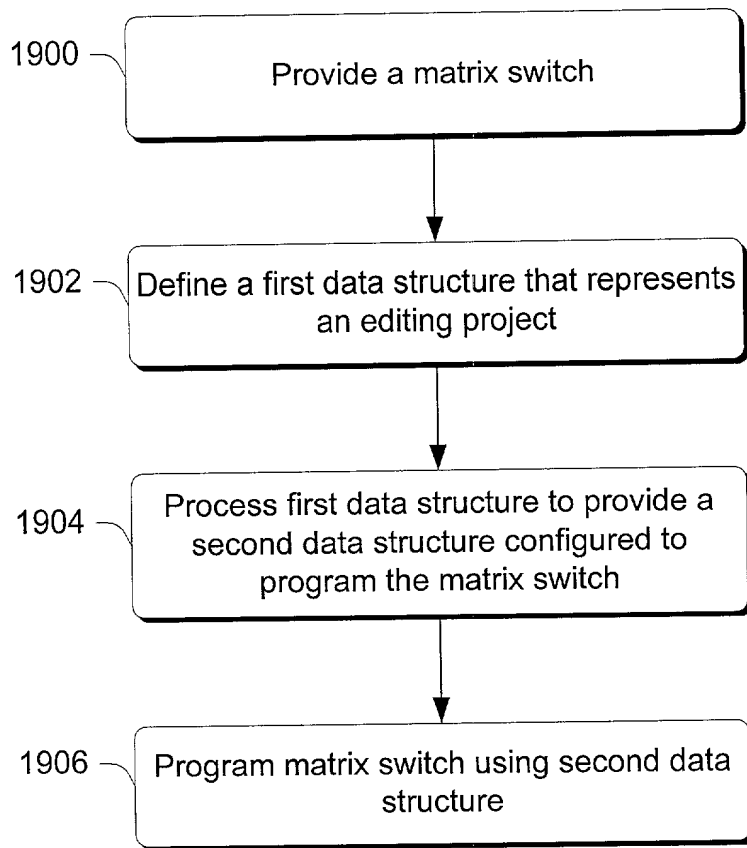 1900
Provide a matrix switch
1902
Define a first data structure that represents
an editing project
1904
Process first data structure to provide a
second data structure configured to
program the matrix switch
1906
Program matrix switch using second data
structure